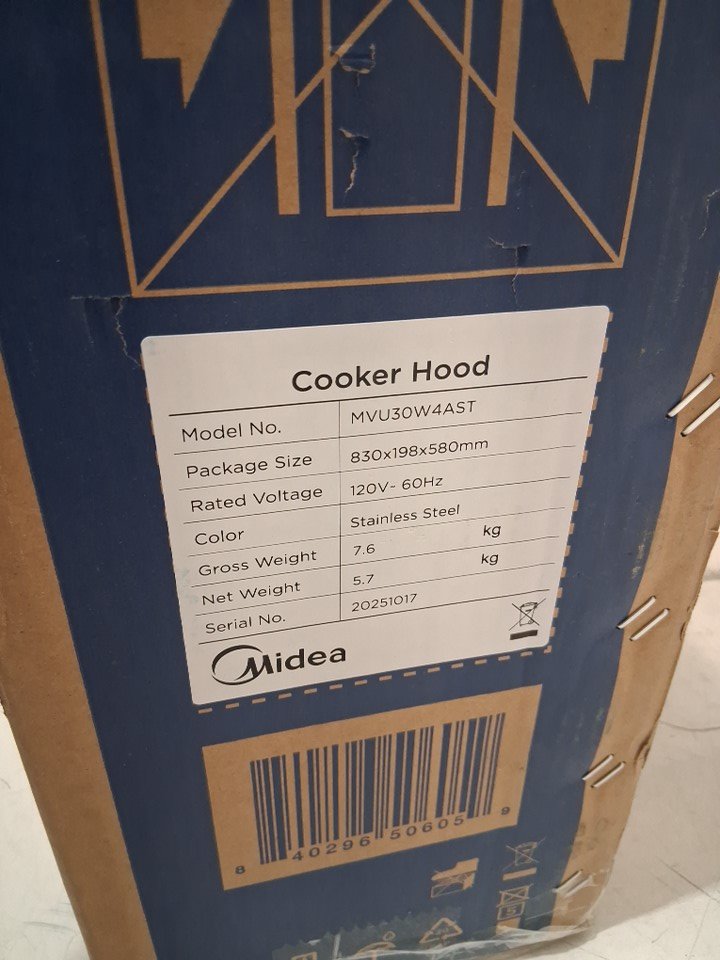 Cooker Hood
Model No. MVU30W4AST
Package Size 830x198x580mm
Rated Voltage 120V~ 60Hz
Color Stainless Steel
Gross Weight 7.6 kg
Net Weight 5.7 kg
Serial No. 20251017
Midea
8 40296 50605 9
5